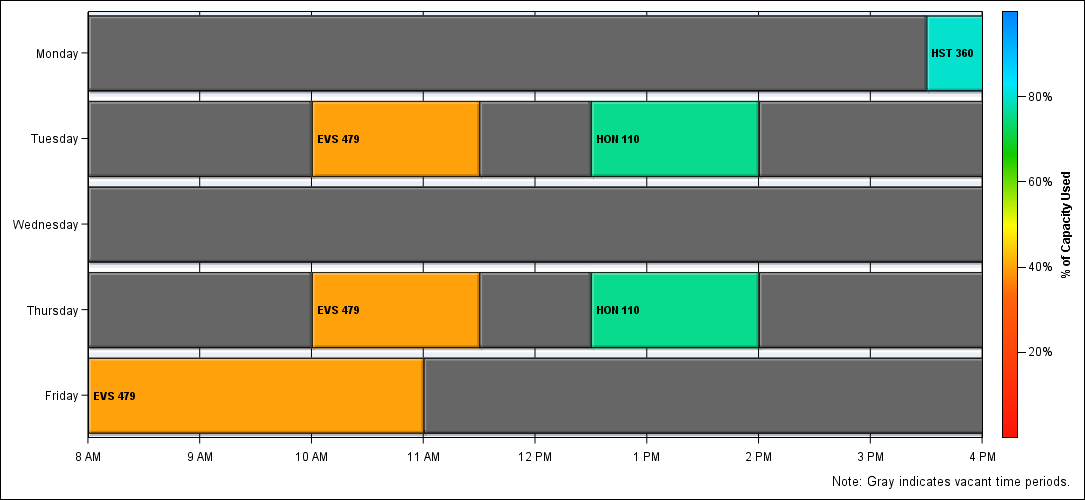 Monday
HST 360
Tuesday
EVS 479
HON 110
Wednesday
Thursday
EVS 479
HON 110
Friday
EVS 479
8 AM
9 AM
10 AM
11 AM
12 PM
1 PM
2 PM
3 PM
4 PM
80%
60%
40%
20%
% of Capacity Used
Note: Gray indicates vacant time periods.